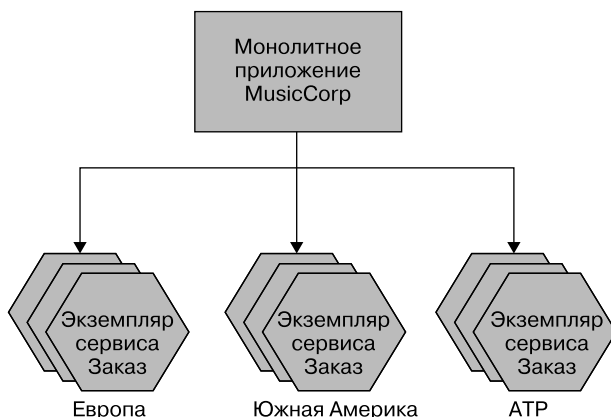 Монолитное
приложение
MusicCorp
Экземпляр
сервиса
Заказ
Экземпляр
сервиса
Заказ
Экземпляр
сервиса
Заказ
Европа
Южная Америка
АТР